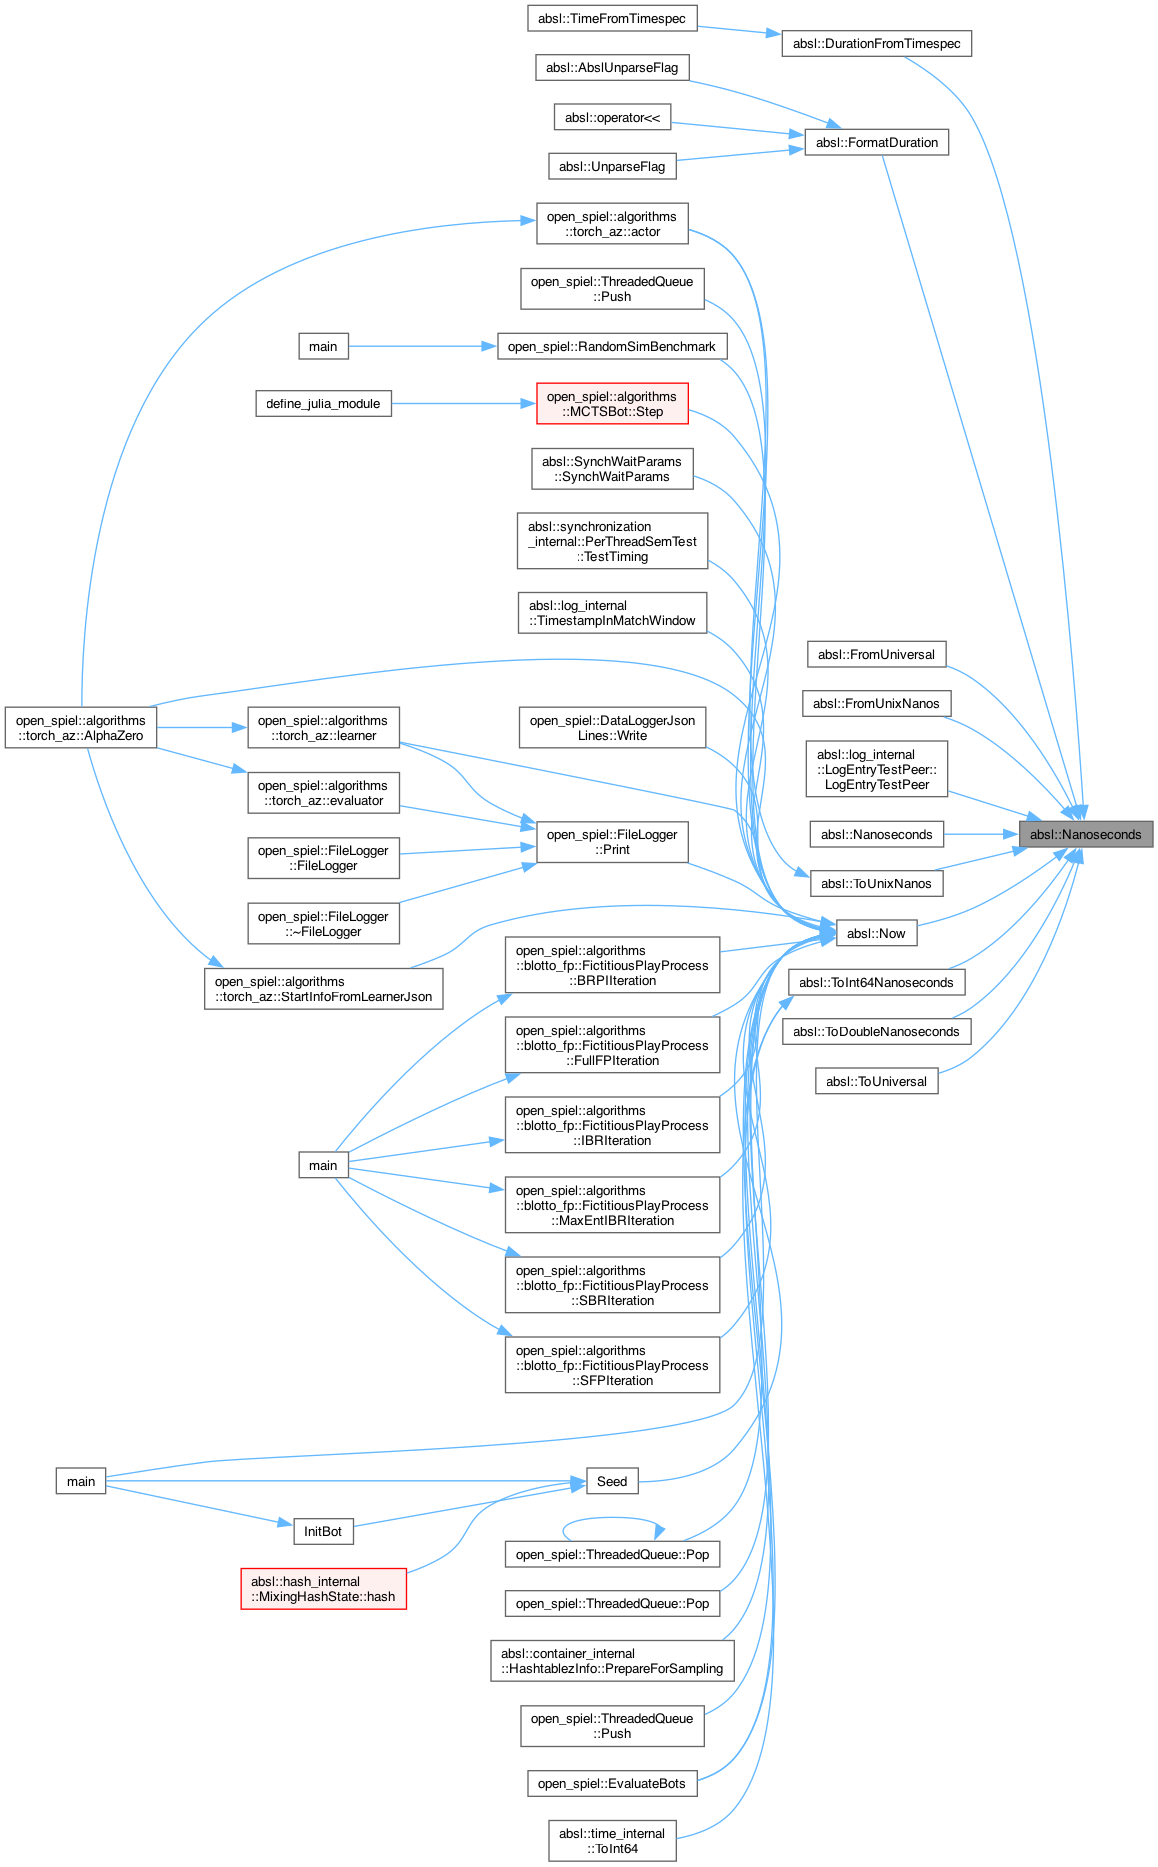 absl::TimeFromTimespec
absl::DurationFromTimespec
absl::AbslUnparseFlag
absl::operator<<
absl::FormatDuration
absl::UnparseFlag
open_spiel::algorithms
::torch_az::actor
open_spiel::ThreadedQueue
::Push
main
open_spiel::RandomSimBenchmark
define_julia_module
open_spiel::algorithms
::MCTSBot::Step
absl::SynchWaitParams
::SynchWaitParams
absl::synchronization
_internal::PerThreadSemTest
::TestTiming
absl::log_internal
::TimestampInMatchWindow
absl::FromUniversal
absl::FromUnixNanos
open_spiel::algorithms
::torch_az::AlphaZero
open_spiel::algorithms
::torch_az::learner
open_spiel::DataLoggerJson
Lines::Write
absl::log_internal
::LogEntryTestPeer::
LogEntryTestPeer
open_spiel::algorithms
::torch_az::evaluator
open_spiel::FileLogger
::Print
absl::Nanoseconds
absl::Nanoseconds
open_spiel::FileLogger
::FileLogger
absl::ToUnixNanos
open_spiel::FileLogger
::~FileLogger
absl::Now
open_spiel::algorithms
::torch_az::StartInfoFromLearnerJson
open_spiel::algorithms
::blotto_fp::FictitiousPlayProcess
::BRPIIteration
absl::ToInt64Nanoseconds
open_spiel::algorithms
::blotto_fp::FictitiousPlayProcess
::FullFPIteration
absl::ToDoubleNanoseconds
absl::ToUniversal
open_spiel::algorithms
::blotto_fp::FictitiousPlayProcess
::IBRIteration
main
open_spiel::algorithms
::blotto_fp::FictitiousPlayProcess
::MaxEntIBRIteration
open_spiel::algorithms
::blotto_fp::FictitiousPlayProcess
::SBRIteration
open_spiel::algorithms
::blotto_fp::FictitiousPlayProcess
::SFPIteration
main
Seed
InitBot
open_spiel::ThreadedQueue::Pop
absl::hash_internal
::MixingHashState::hash
open_spiel::ThreadedQueue::Pop
absl::container_internal
::HashtablezInfo::PrepareForSampling
open_spiel::ThreadedQueue
::Push
open_spiel::EvaluateBots
absl::time_internal
::ToInt64